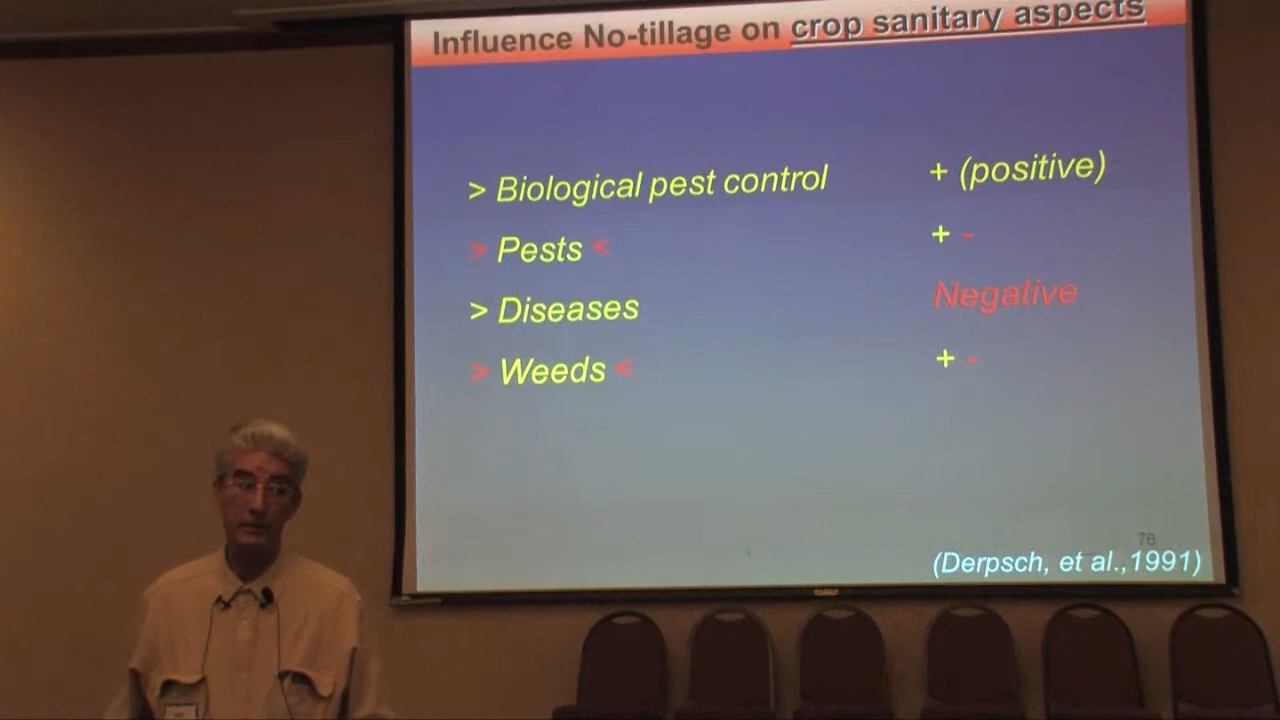 Influence No-tillage on crop sanitary aspects
> Biological pest control + (positive)
> Pests < + -
> Diseases Negative
> Weeds < + -
76
(Derpsch, et al.,1991)